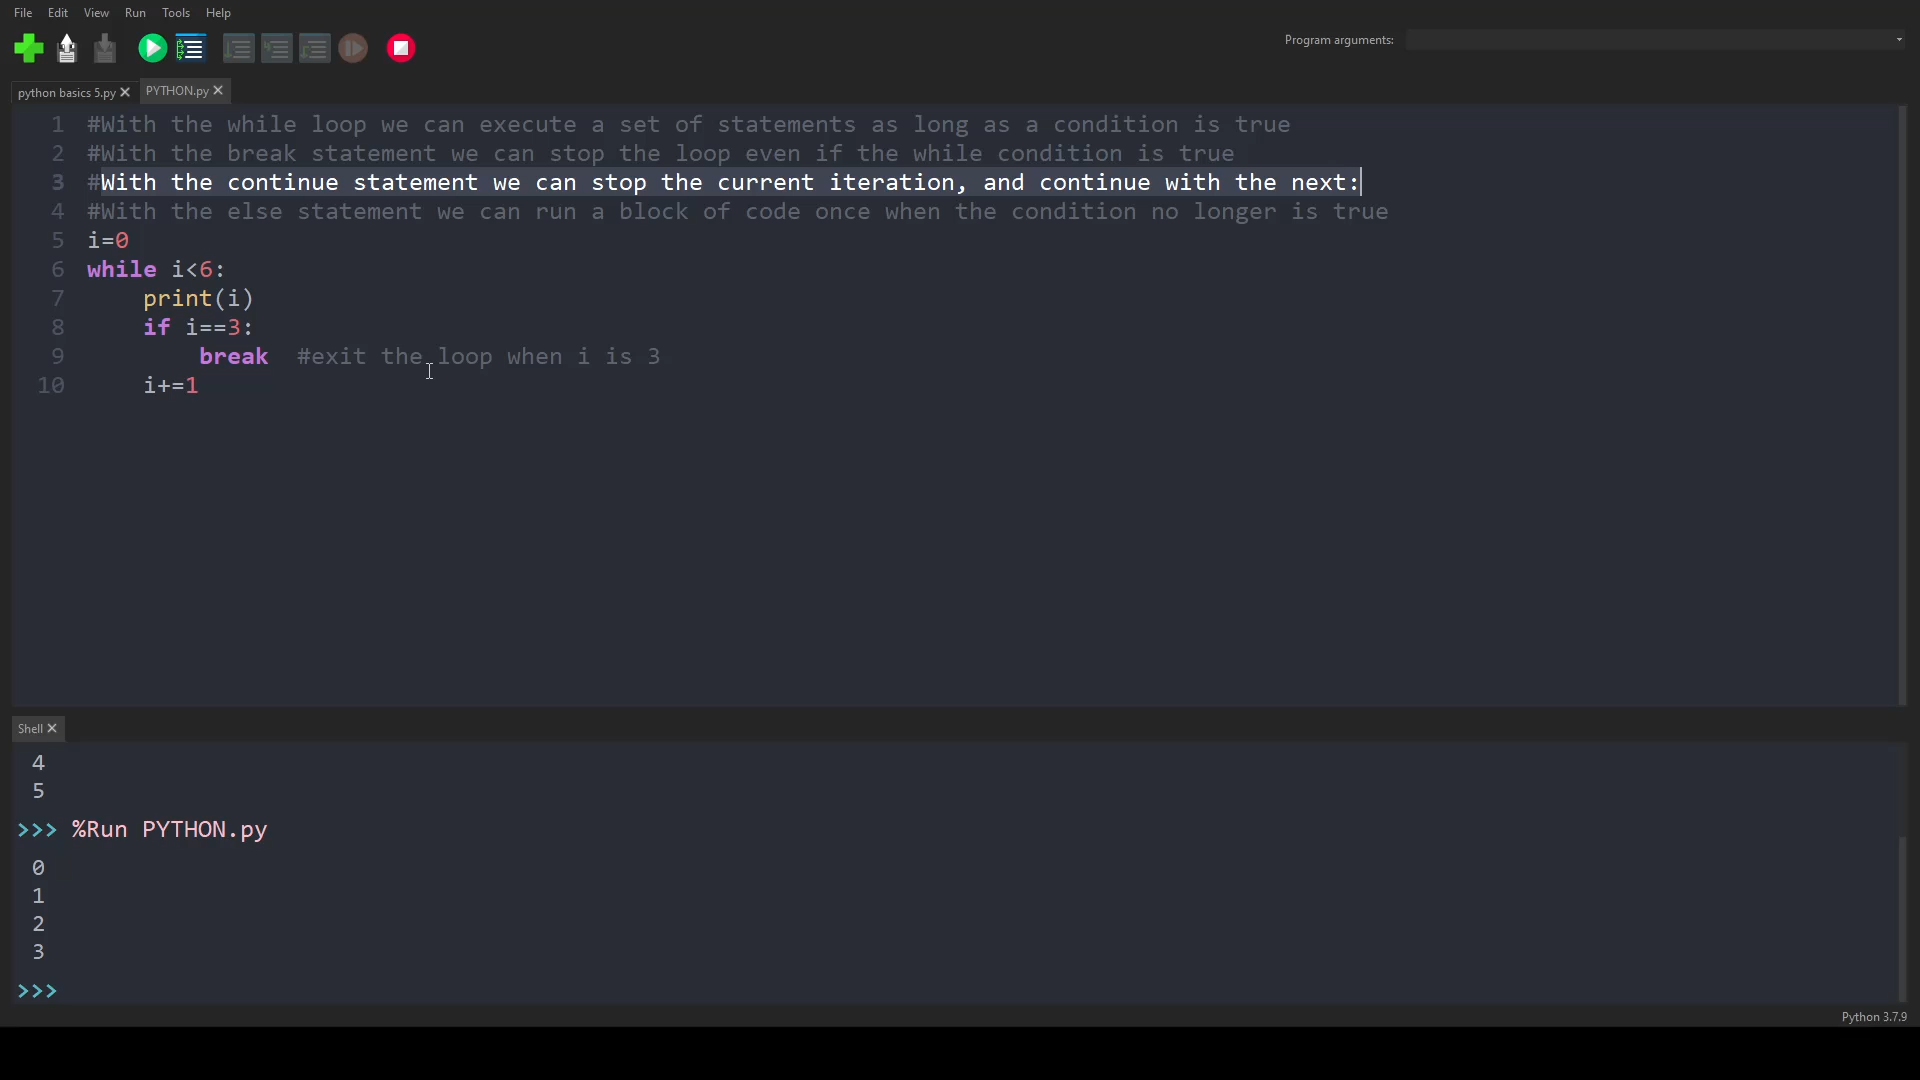 File Edit View Run Tools Help
Program arguments:
python basics 5.py PYTHON.py
1 #With the while loop we can execute a set of statements as long as a condition is true
2 #With the break statement we can stop the loop even if the while condition is true
3 #With the continue statement we can stop the current iteration, and continue with the next:
4 #With the else statement we can run a block of code once when the condition no longer is true
5 i=0
6 while i<6:
7     print(i)
8     if i==3:
9         break  #exit the loop when i is 3
10     i+=1
Shell
4
5
>>> %Run PYTHON.py
0
1
2
3
>>>
Python 3.7.9